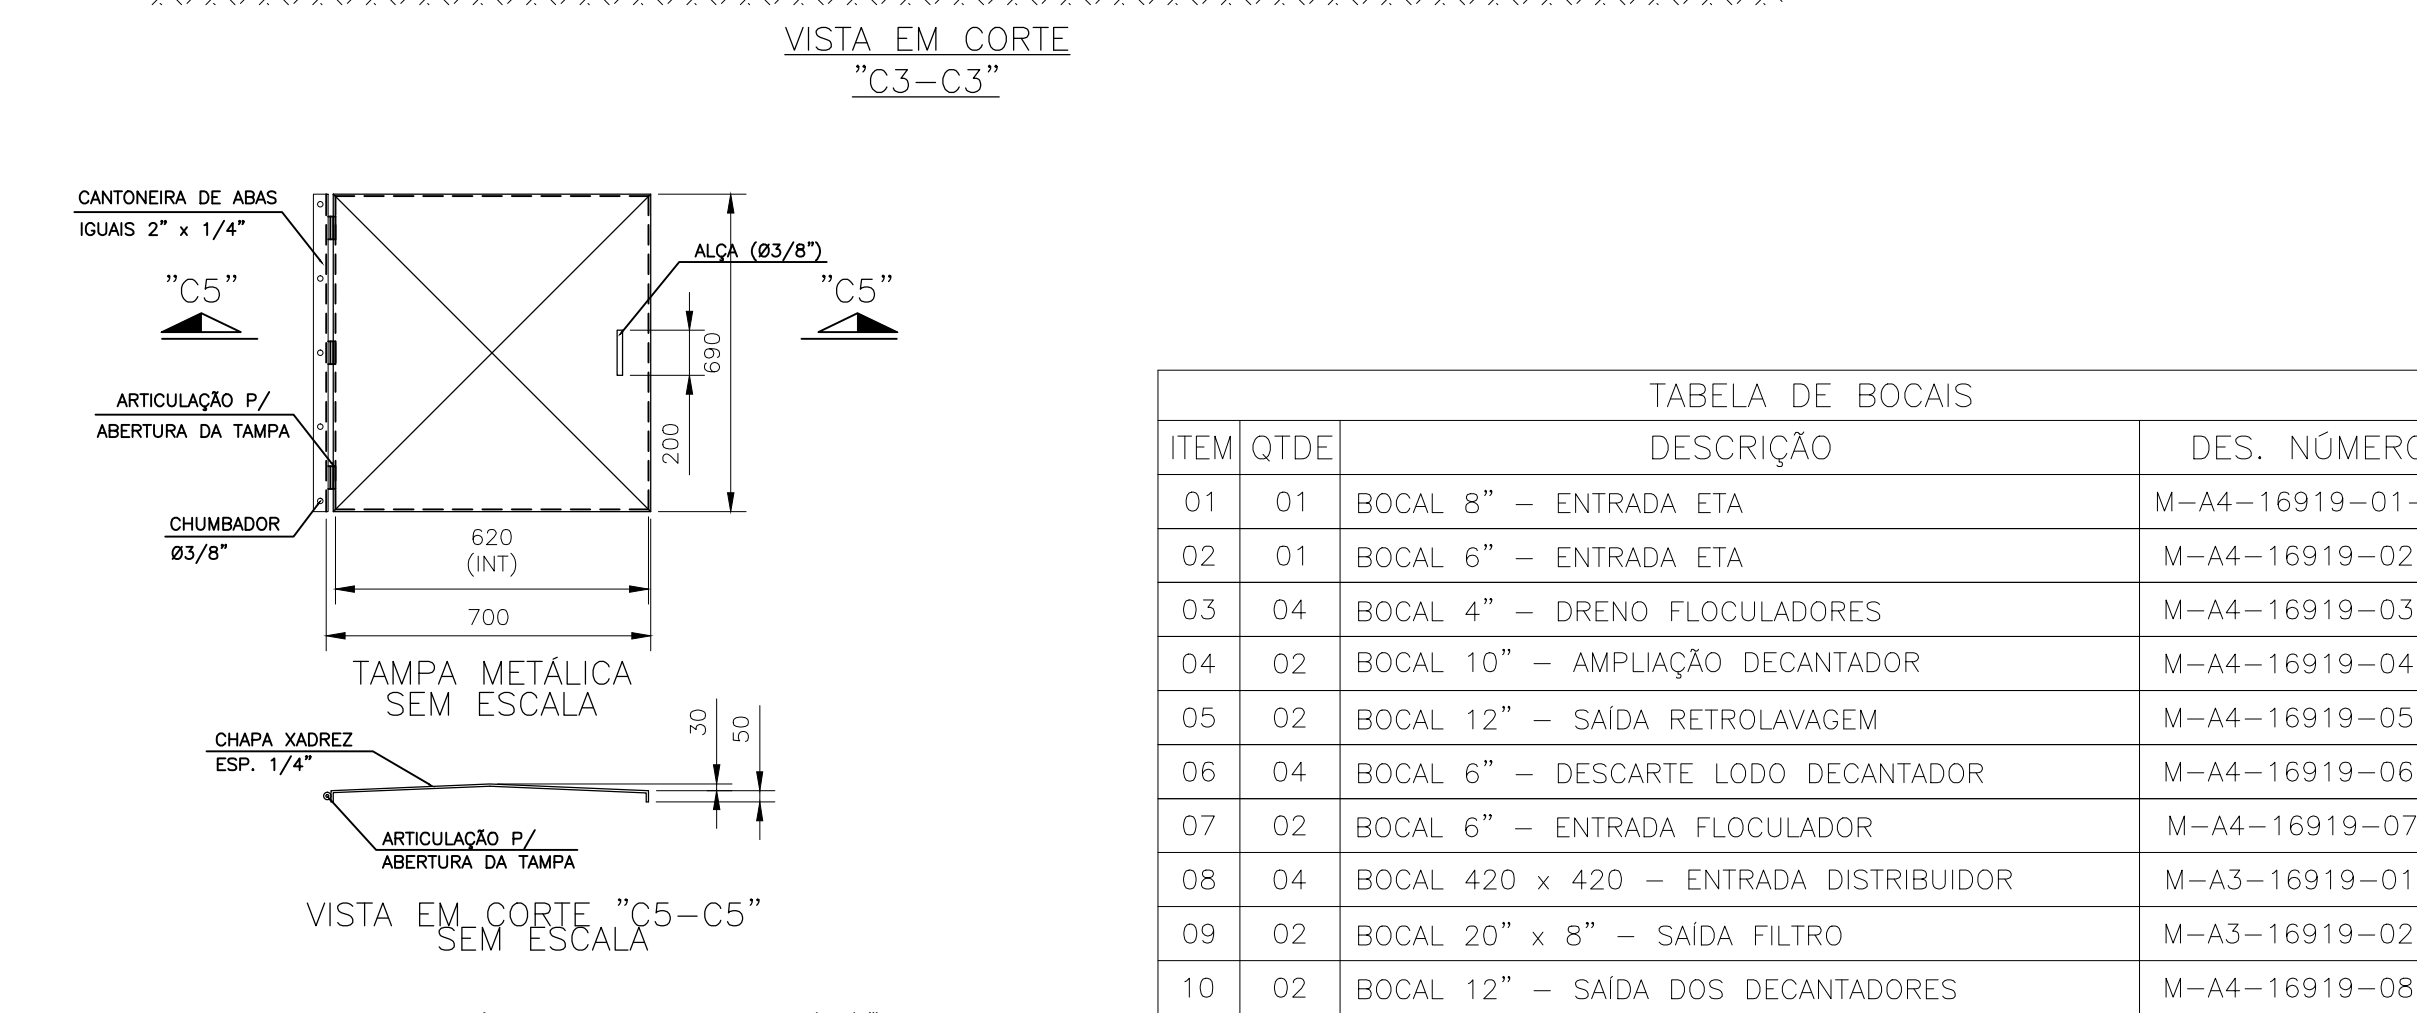 VISTA EM CORTE
"C3-C3"
CANTONEIRA DE ABAS
IGUAIS 2" x 1/4"
ALÇA (Ø3/8")
"C5"
"C5"
690
ARTICULAÇÃO P/
ABERTURA DA TAMPA
200
CHUMBADOR
Ø3/8"
620
(INT)
700
TAMPA METÁLICA
SEM ESCALA
30
50
CHAPA XADREZ
ESP. 1/4"
ARTICULAÇÃO P/
ABERTURA DA TAMPA
VISTA EM CORTE "C5-C5"
SEM ESCALA
TABELA DE BOCAIS
ITEM QTDE DESCRIÇÃO DES. NÚMERO
01 01 BOCAL 8" - ENTRADA ETA M-A4-16919-01-
02 01 BOCAL 6" - ENTRADA ETA M-A4-16919-02
03 04 BOCAL 4" - DRENO FLOCULADORES M-A4-16919-03
04 02 BOCAL 10" - AMPLIAÇÃO DECANTADOR M-A4-16919-04
05 02 BOCAL 12" - SAÍDA RETROLAVAGEM M-A4-16919-05
06 04 BOCAL 6" - DESCARTE LODO DECANTADOR M-A4-16919-06
07 02 BOCAL 6" - ENTRADA FLOCULADOR M-A4-16919-07
08 04 BOCAL 420 x 420 - ENTRADA DISTRIBUIDOR M-A3-16919-01
09 02 BOCAL 20" x 8" - SAÍDA FILTRO M-A3-16919-02
10 02 BOCAL 12" - SAÍDA DOS DECANTADORES M-A4-16919-08